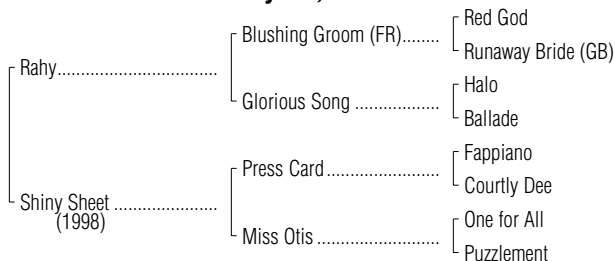 Red God
Blushing Groom (FR)........
Runaway Bride (GB)
Rahy.................................
Halo
Glorious Song ................
Ballade
Fappiano
Press Card.......................
Courtly Dee
Shiny Sheet .....................
(1998)
One for All
Miss Otis .........................
Puzzlement